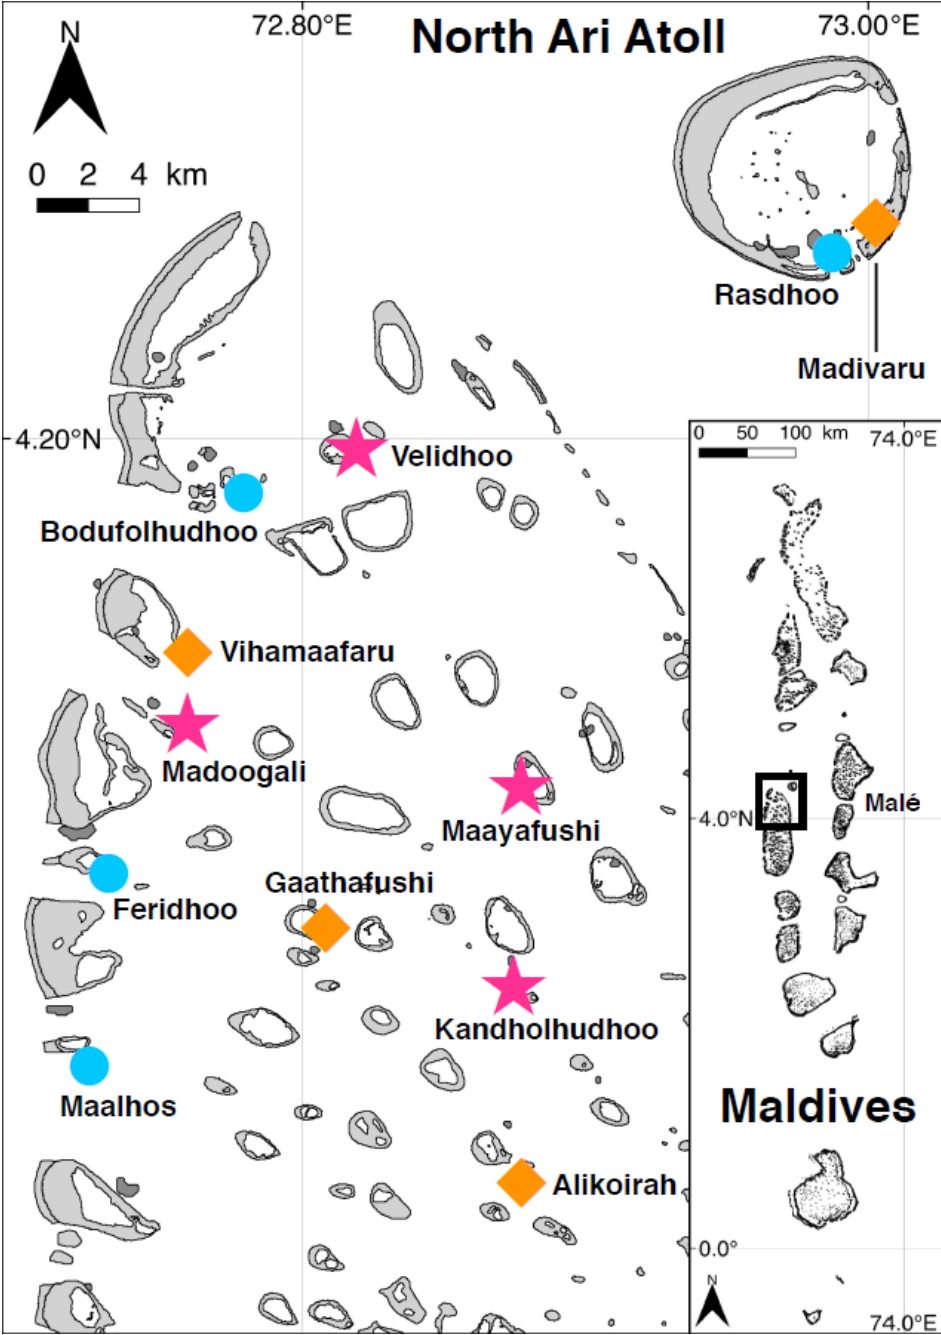 N
72.80°E
North Ari Atoll
73.00°E
0 2 4 km
Rasdhoo
Madivaru
4.20°N
Velidhoo
Bodufolhudhoo
0 50 100 km
74.0°E
Vihamaafaru
Madoogali
Maayafushi
4.0°N
Malé
Gaathafushi
Feridhoo
Kandholhudhoo
Maalhos
Maldives
Alikoirah
0.0°
N
74.0°E